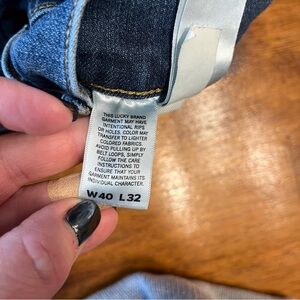 THIS LUCKY BRAND
GARMENT MAY HAVE
INTENTIONAL RIPS
OR HOLES. COLOR MAY
TRANSFER TO LIGHTER
COLORED FABRICS.
AVOID PULLING UP BY
BELT LOOPS, SIMPLY
FOLLOW THE CARE
INSTRUCTIONS TO
ENSURE THAT YOUR
GARMENT MAINTAINS ITS
INDIVIDUAL CHARACTER.
W40 L32